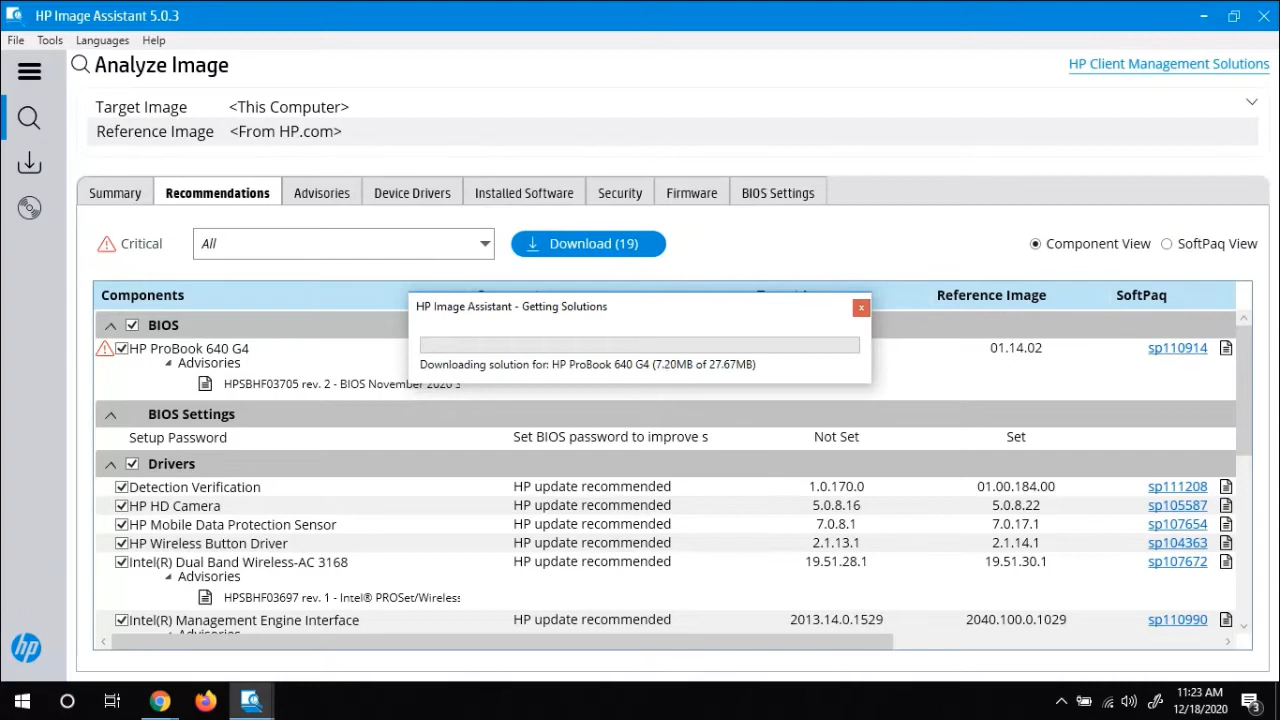 HP Image Assistant 5.0.3
File Tools Languages Help
Analyze Image
HP Client Management Solutions
Target Image <This Computer>
Reference Image <From HP.com>
Summary Recommendations Advisories Device Drivers Installed Software Security Firmware BIOS Settings
Critical All Download (19) Component View SoftPaq View
Components Reference Image SoftPaq
HP Image Assistant - Getting Solutions
Downloading solution for: HP ProBook 640 G4 (7.20MB of 27.67MB)
BIOS
HP ProBook 640 G4 01.14.02 sp110914
Advisories
HPSBHF03705 rev. 2 - BIOS November 2020
BIOS Settings
Setup Password Set BIOS password to improve s Not Set Set
Drivers
Detection Verification HP update recommended 1.0.170.0 01.00.184.00 sp111208
HP HD Camera HP update recommended 5.0.8.16 5.0.8.22 sp105587
HP Mobile Data Protection Sensor HP update recommended 7.0.8.1 7.0.17.1 sp107654
HP Wireless Button Driver HP update recommended 2.1.13.1 2.1.14.1 sp104363
Intel(R) Dual Band Wireless-AC 3168 HP update recommended 19.51.28.1 19.51.30.1 sp107672
Advisories
HPSBHF03697 rev. 1 - Intel® PROSet/Wireless
Intel(R) Management Engine Interface HP update recommended 2013.14.0.1529 2040.100.0.1029 sp110990
Advisories
hp
11:23 AM
12/18/2020
3